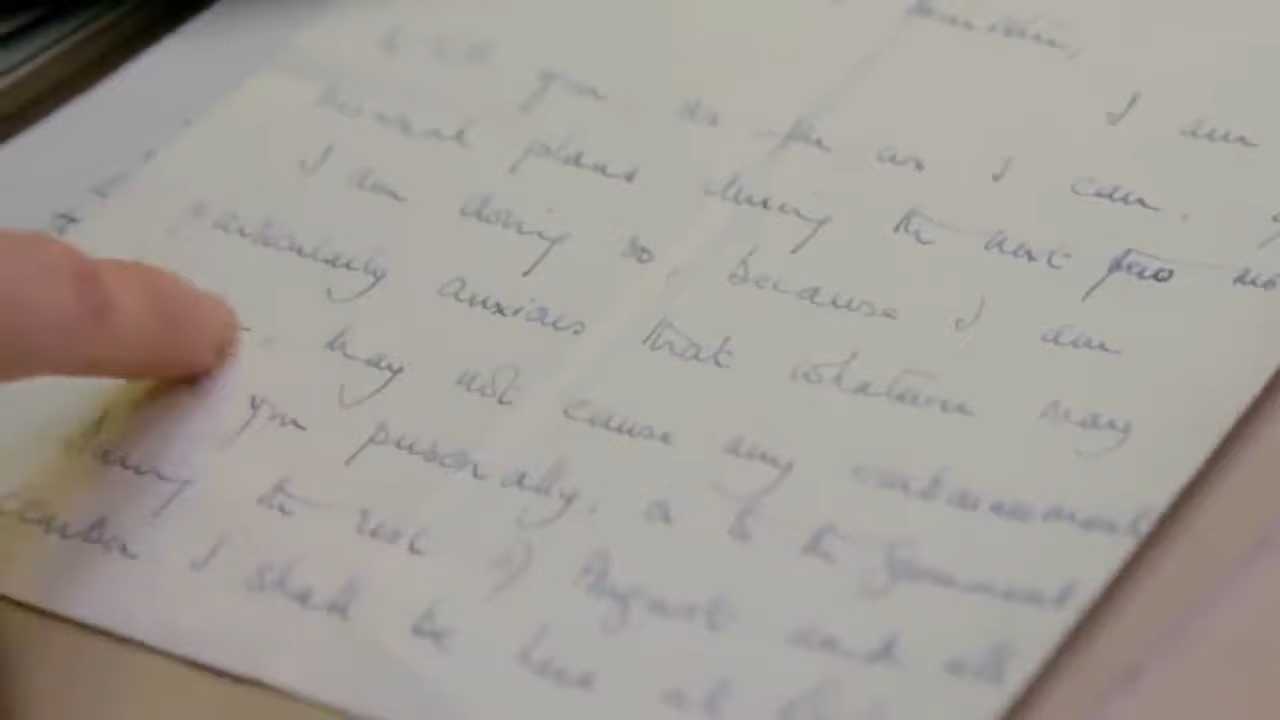 Minister,
I am
you as far as I can.
plans during the next few
I am doing so, because I am
particularly anxious that whatever may
may not cause any embarrassment
you personally, or to the Government
During the rest of August and all
I shall be here at